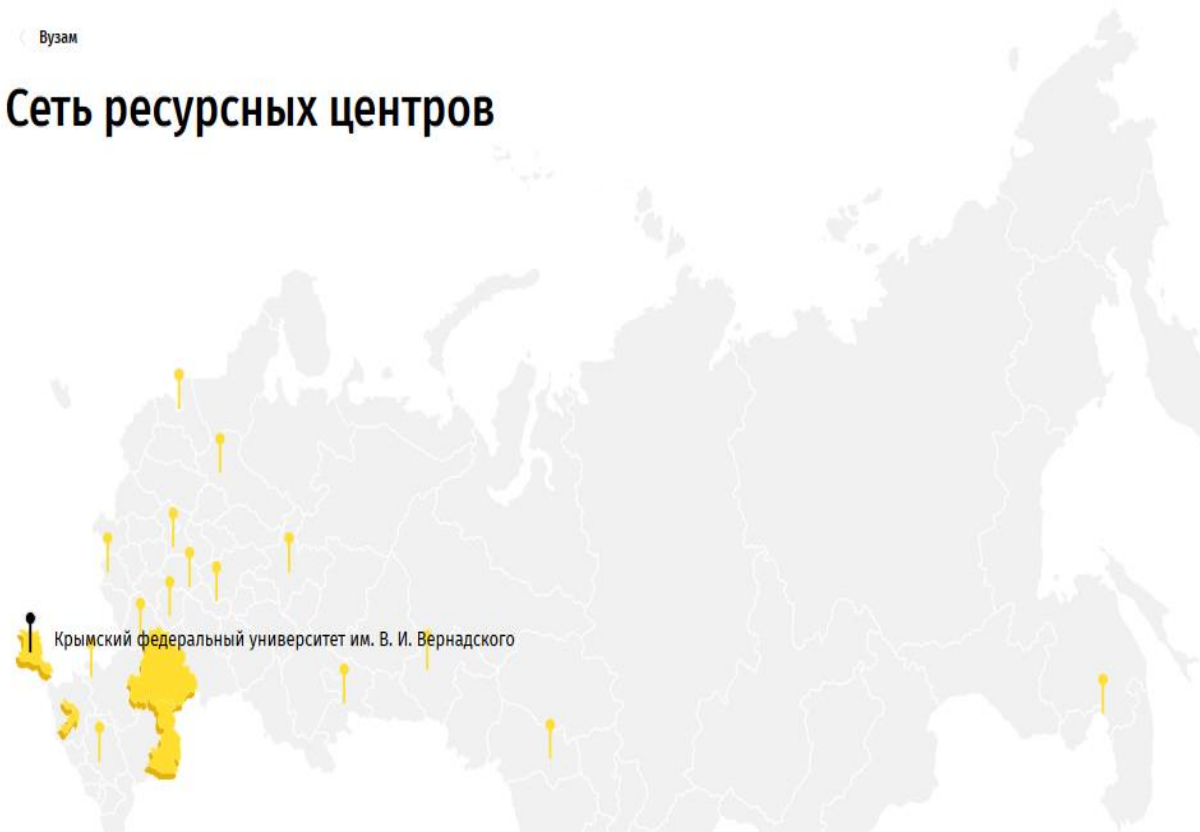 Вузам
Сеть ресурсных центров
Крымский федеральный университет им. В. И. Вернадского